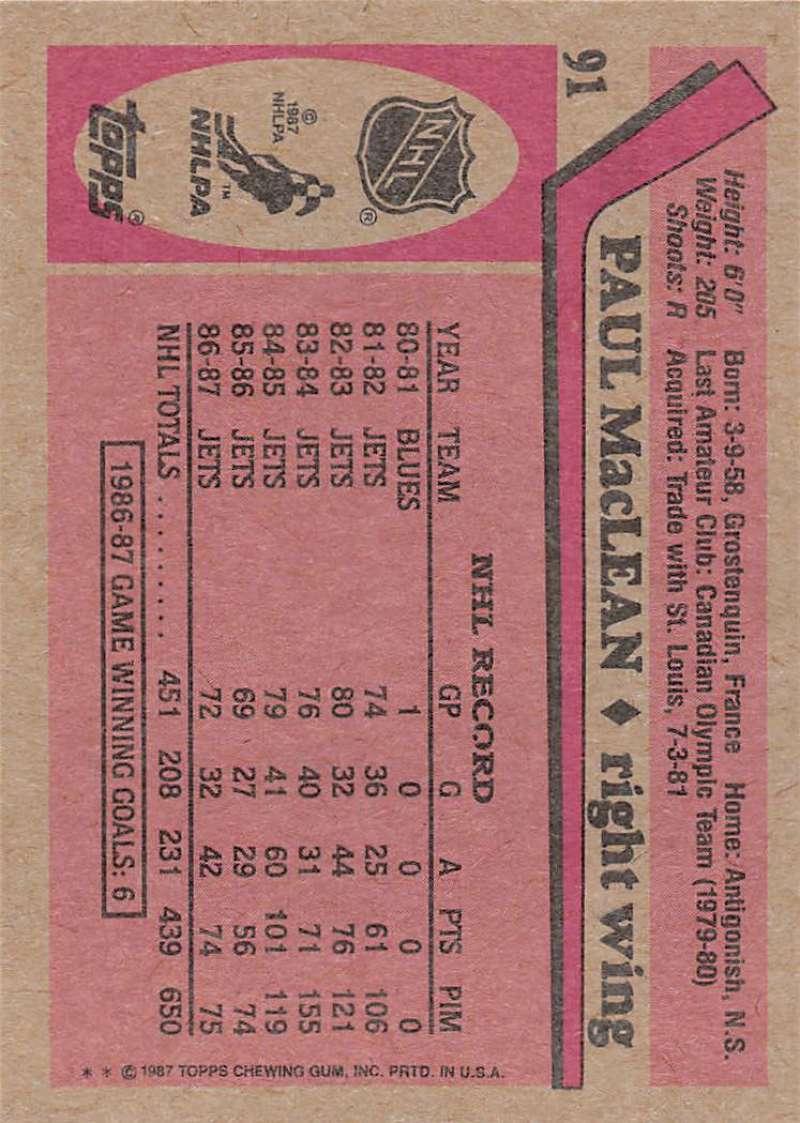 91
Height: 6'0" Born: 3-9-58, Grostenquin, France Home: Antigonish, N.S.
Weight: 205 Last Amateur Club: Canadian Olympic Team (1979-80)
Shoots: R Acquired: Trade with St. Louis, 7-3-81
PAUL MacLEAN ♦ right wing
NHL
®
© 1987 NHLPA
NHLPA
TM
TOPPS®
NHL RECORD
YEAR TEAM GP G A PTS PIM
80-81 BLUES 1 0 0 0 0
81-82 JETS 74 36 25 61 106
82-83 JETS 80 32 44 76 121
83-84 JETS 76 40 31 71 155
84-85 JETS 79 41 60 101 119
85-86 JETS 69 27 29 56 74
86-87 JETS 72 32 42 74 75
NHL TOTALS .......... 451 208 231 439 650
1986-87 GAME WINNING GOALS: 6
* * © 1987 TOPPS CHEWING GUM, INC. PRTD. IN U.S.A.